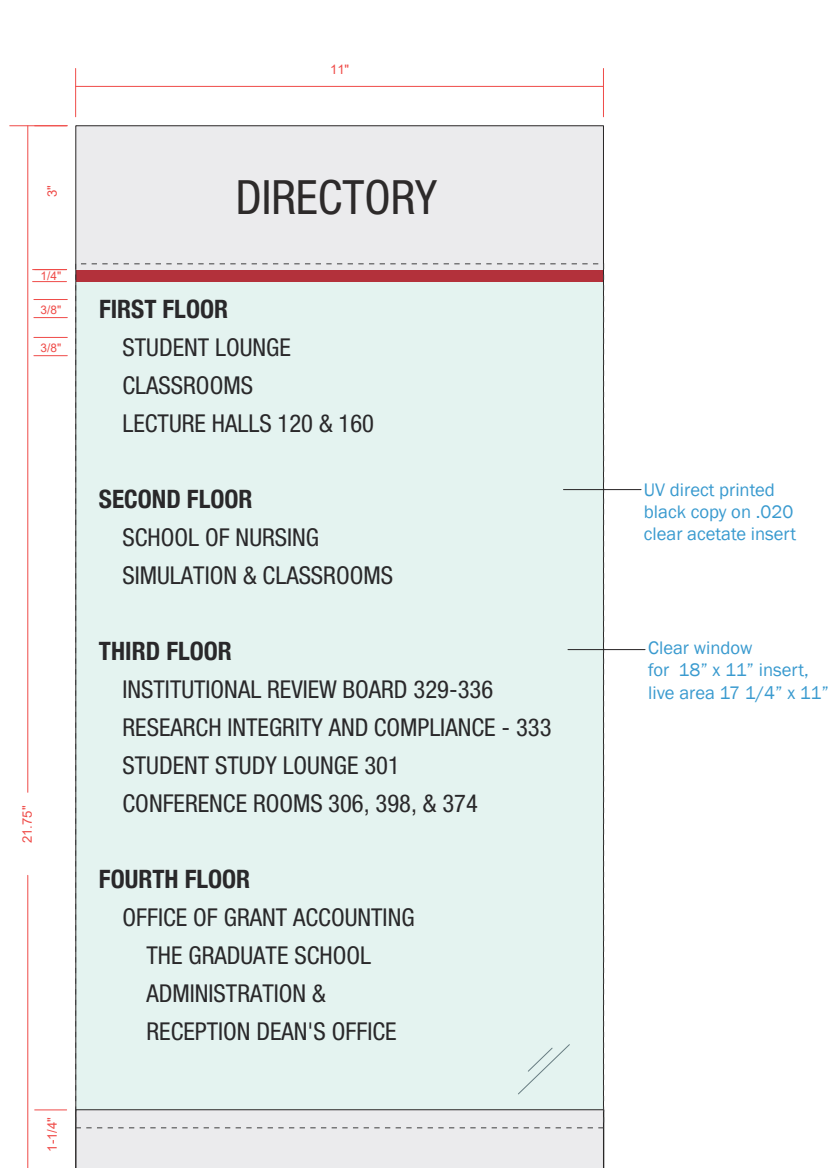 11"
3"
DIRECTORY
1/4"
3/8"
FIRST FLOOR
3/8"
STUDENT LOUNGE
CLASSROOMS
LECTURE HALLS 120 & 160
SECOND FLOOR
UV direct printed
black copy on .020
clear acetate insert
SCHOOL OF NURSING
SIMULATION & CLASSROOMS
THIRD FLOOR
Clear window
for 18” x 11” insert,
live area 17 1/4” x 11”
INSTITUTIONAL REVIEW BOARD 329-336
RESEARCH INTEGRITY AND COMPLIANCE - 333
STUDENT STUDY LOUNGE 301
CONFERENCE ROOMS 306, 398, & 374
21.75"
FOURTH FLOOR
OFFICE OF GRANT ACCOUNTING
THE GRADUATE SCHOOL
ADMINISTRATION &
RECEPTION DEAN'S OFFICE
1-1/4"